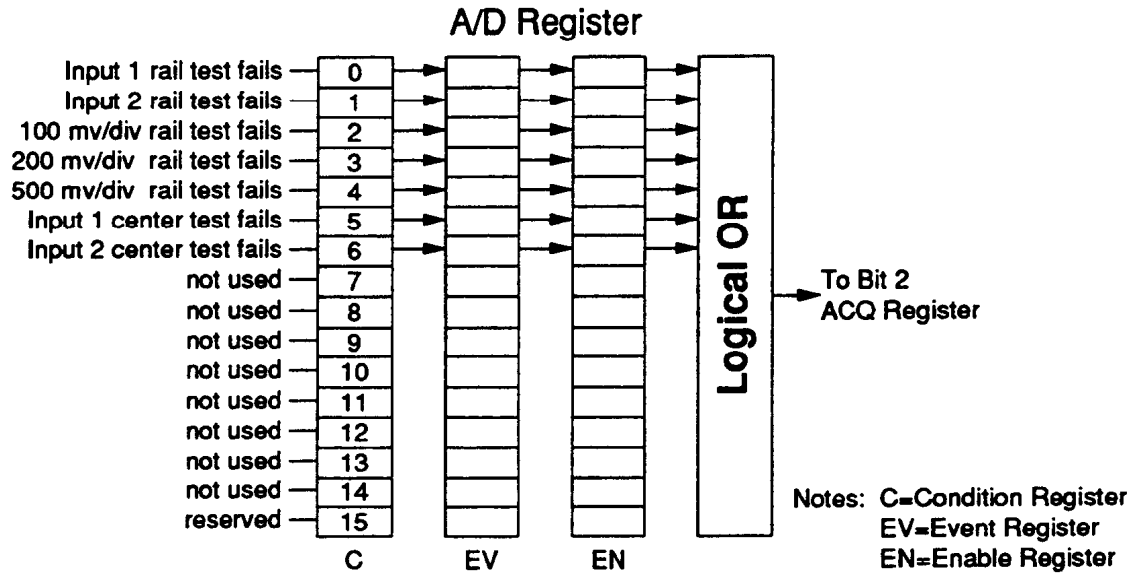 A/D Register
Input 1 rail test fails 0
Input 2 rail test fails 1
100 mv/div rail test fails 2
200 mv/div rail test fails 3
500 mv/div rail test fails 4
Input 1 center test fails 5
Input 2 center test fails 6
not used 7
not used 8
not used 9
not used 10
not used 11
not used 12
not used 13
not used 14
reserved 15
C EV EN
Logical OR
To Bit 2
ACQ Register
Notes: C=Condition Register
EV=Event Register
EN=Enable Register